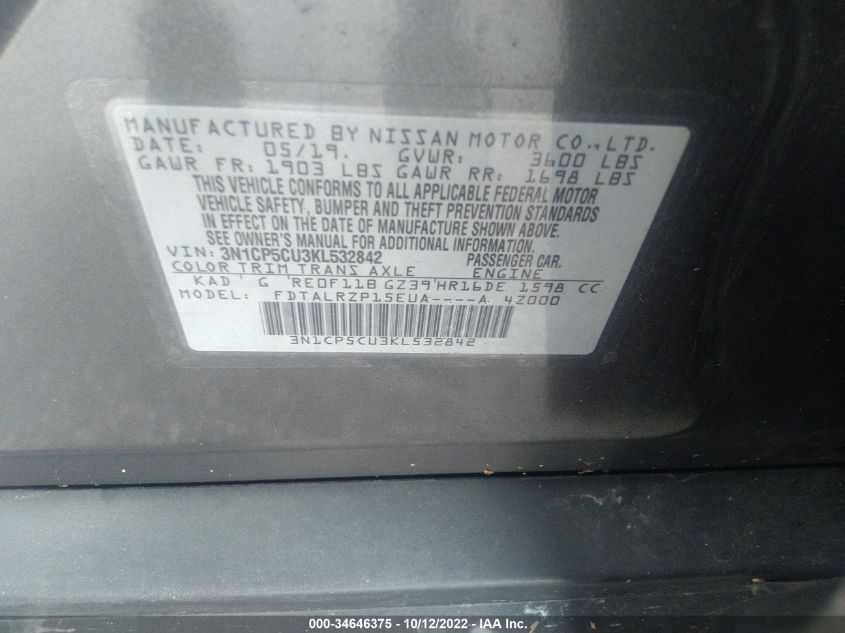 MANUFACTURED BY NISSAN MOTOR CO., LTD.
DATE: 05/19. GVWR: 3600 LBS
GAWR FR: 1903 LBS GAWR RR: 1698 LBS
THIS VEHICLE CONFORMS TO ALL APPLICABLE FEDERAL MOTOR
VEHICLE SAFETY, BUMPER AND THEFT PREVENTION STANDARDS
IN EFFECT ON THE DATE OF MANUFACTURE SHOWN ABOVE.
SEE OWNER'S MANUAL FOR ADDITIONAL INFORMATION.
VIN: 3N1CP5CU3KL532842 PASSENGER CAR.
COLOR TRIM TRANS AXLE ENGINE
KAD G RE0F11B GZ39 HR16DE 1598 CC
MODEL: FDTALRZP15EUA----A 4Z000
3N1CP5CU3KL532842
000-34646375 - 10/12/2022 - IAA Inc.